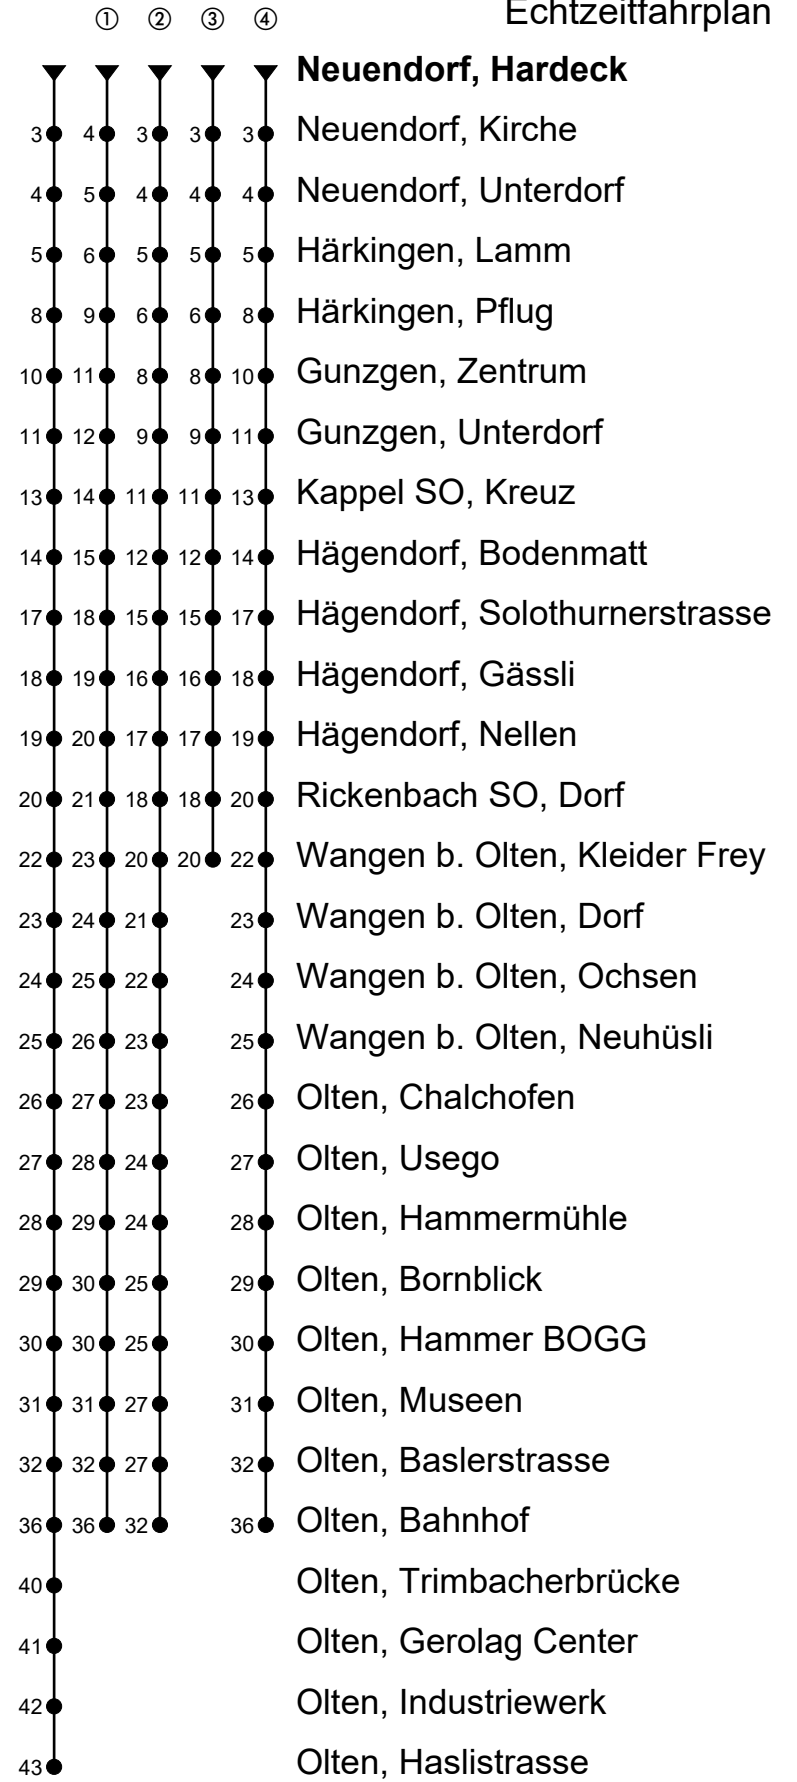 Echtzeitfahrplan
① ② ③ ④
Neuendorf, Hardeck
3 4 3 3 3 Neuendorf, Kirche
4 5 4 4 4 Neuendorf, Unterdorf
5 6 5 5 5 Härkingen, Lamm
8 9 6 6 8 Härkingen, Pflug
10 11 8 8 10 Gunzgen, Zentrum
11 12 9 9 11 Gunzgen, Unterdorf
13 14 11 11 13 Kappel SO, Kreuz
14 15 12 12 14 Hägendorf, Bodenmatt
17 18 15 15 17 Hägendorf, Solothurnerstrasse
18 19 16 16 18 Hägendorf, Gässli
19 20 17 17 19 Hägendorf, Nellen
20 21 18 18 20 Rickenbach SO, Dorf
22 23 20 20 22 Wangen b. Olten, Kleider Frey
23 24 21 23 Wangen b. Olten, Dorf
24 25 22 24 Wangen b. Olten, Ochsen
25 26 23 25 Wangen b. Olten, Neuhüsli
26 27 23 26 Olten, Chalchofen
27 28 24 27 Olten, Usego
28 29 24 28 Olten, Hammermühle
29 30 25 29 Olten, Bornblick
30 30 25 30 Olten, Hammer BOGG
31 31 27 31 Olten, Museen
32 32 27 32 Olten, Baslerstrasse
36 36 32 36 Olten, Bahnhof
40 Olten, Trimbacherbrücke
41 Olten, Gerolag Center
42 Olten, Industriewerk
43 Olten, Haslistrasse